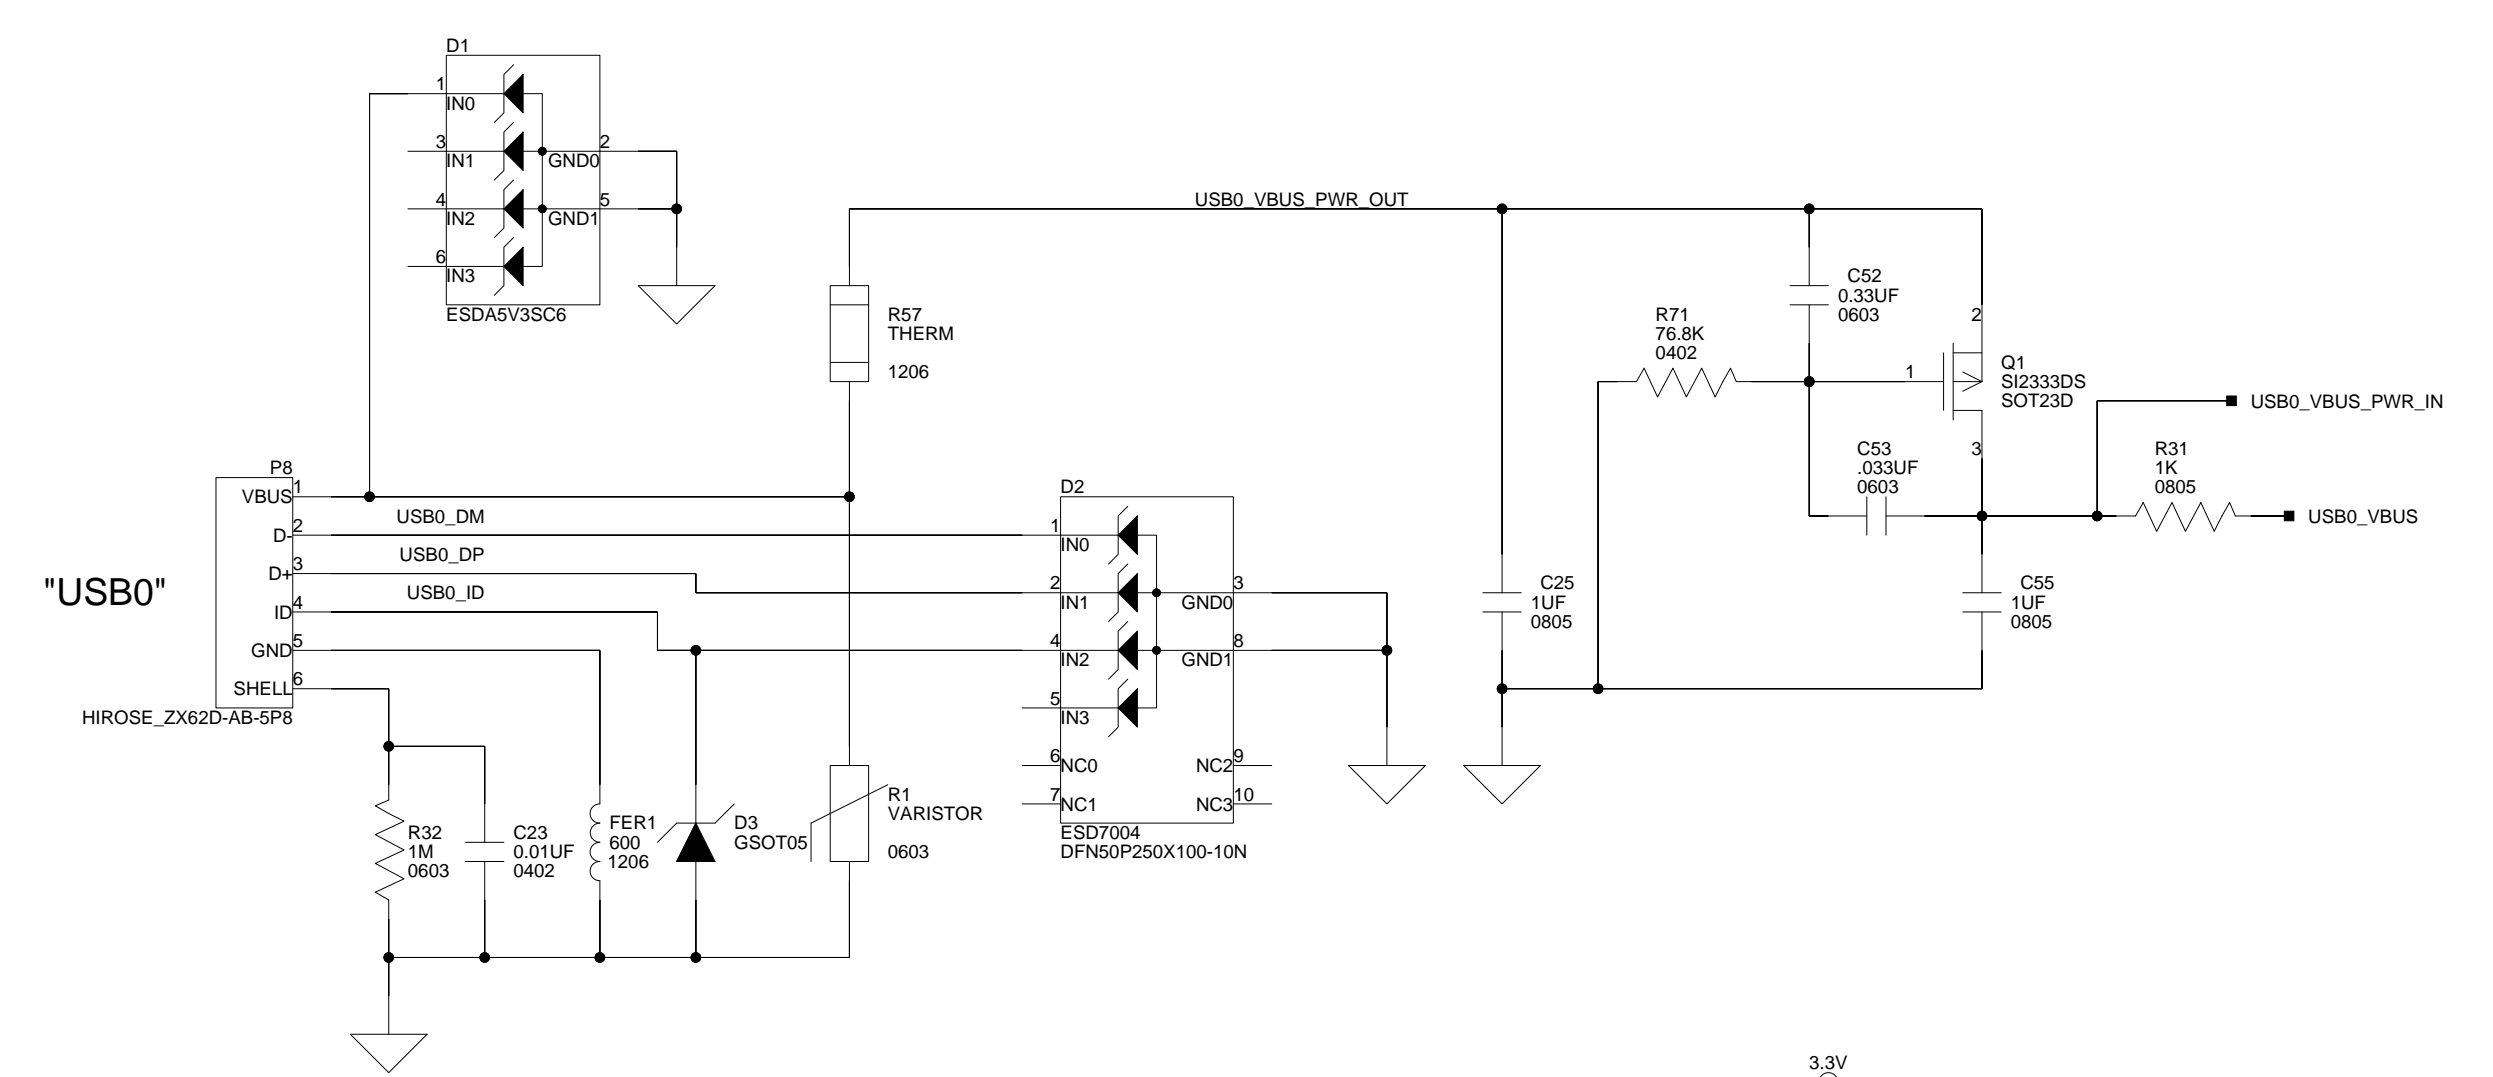 D1
1
IN0
3
IN1
4
IN2
6
IN3
2
GND0
5
GND1
ESDA5V3SC6
USB0_VBUS_PWR_OUT
R57
THERM
1206
C52
0.33UF
0603
R71
76.8K
0402
2
1
Q1
SI2333DS
SOT23D
3
USB0_VBUS_PWR_IN
C53
.033UF
0603
R31
1K
0805
USB0_VBUS
C25
1UF
0805
C55
1UF
0805
"USB0"
P8
VBUS 1
D- 2
D+ 3
ID 4
GND 5
SHELL 6
HIROSE_ZX62D-AB-5P8
USB0_DM
USB0_DP
USB0_ID
D2
1
IN0
2
IN1
4
IN2
5
IN3
6
NC0
7
NC1
3
GND0
8
GND1
9
NC2
10
NC3
ESD7004
DFN50P250X100-10N
R32
1M
0603
C23
0.01UF
0402
FER1
600
1206
D3
GSOT05
R1
VARISTOR
0603
3.3V